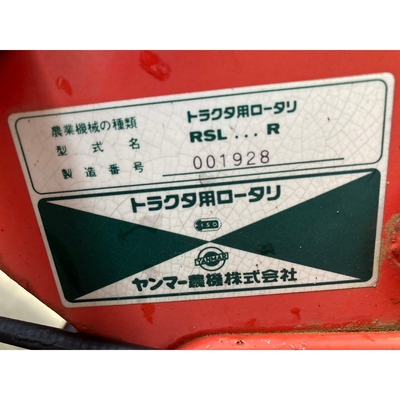 農業機械の種類 トラクタ用ロータリ
型式名 RSL...R
製造番号 001928
トラクタ用ロータリ
YANMAR
ヤンマー農機株式会社